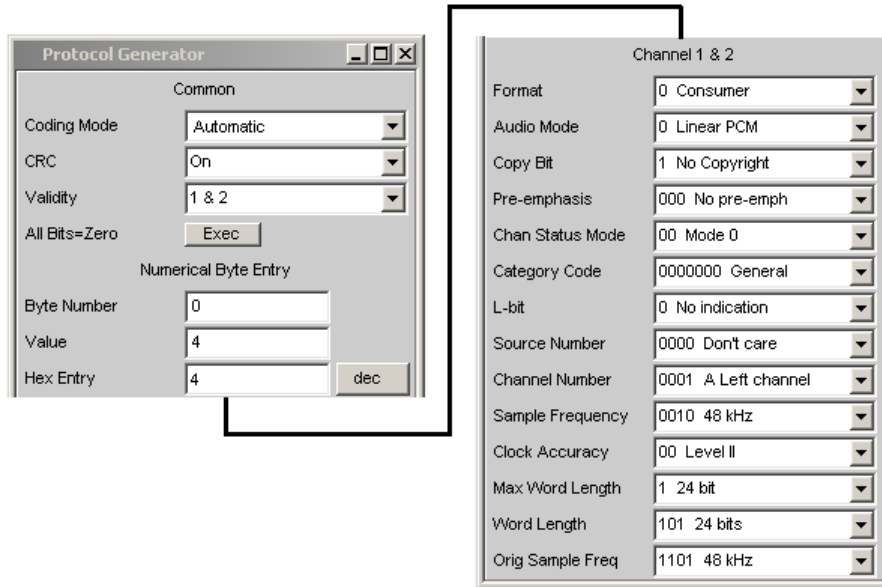 Protocol Generator
Common
Coding Mode Automatic
CRC On
Validity 1 & 2
All Bits=Zero Exec
Numerical Byte Entry
Byte Number 0
Value 4
Hex Entry 4 dec
Channel 1 & 2
Format 0 Consumer
Audio Mode 0 Linear PCM
Copy Bit 1 No Copyright
Pre-emphasis 000 No pre-emph
Chan Status Mode 00 Mode 0
Category Code 0000000 General
L-bit 0 No indication
Source Number 0000 Don't care
Channel Number 0001 A Left channel
Sample Frequency 0010 48 kHz
Clock Accuracy 00 Level II
Max Word Length 1 24 bit
Word Length 101 24 bits
Orig Sample Freq 1101 48 kHz